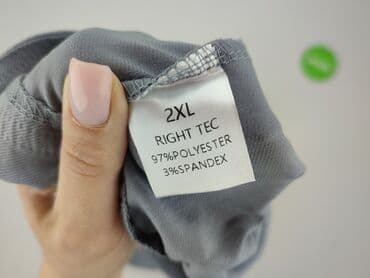 2XL
RIGHT TEC
97%POLYESTER
3%SPANDEX